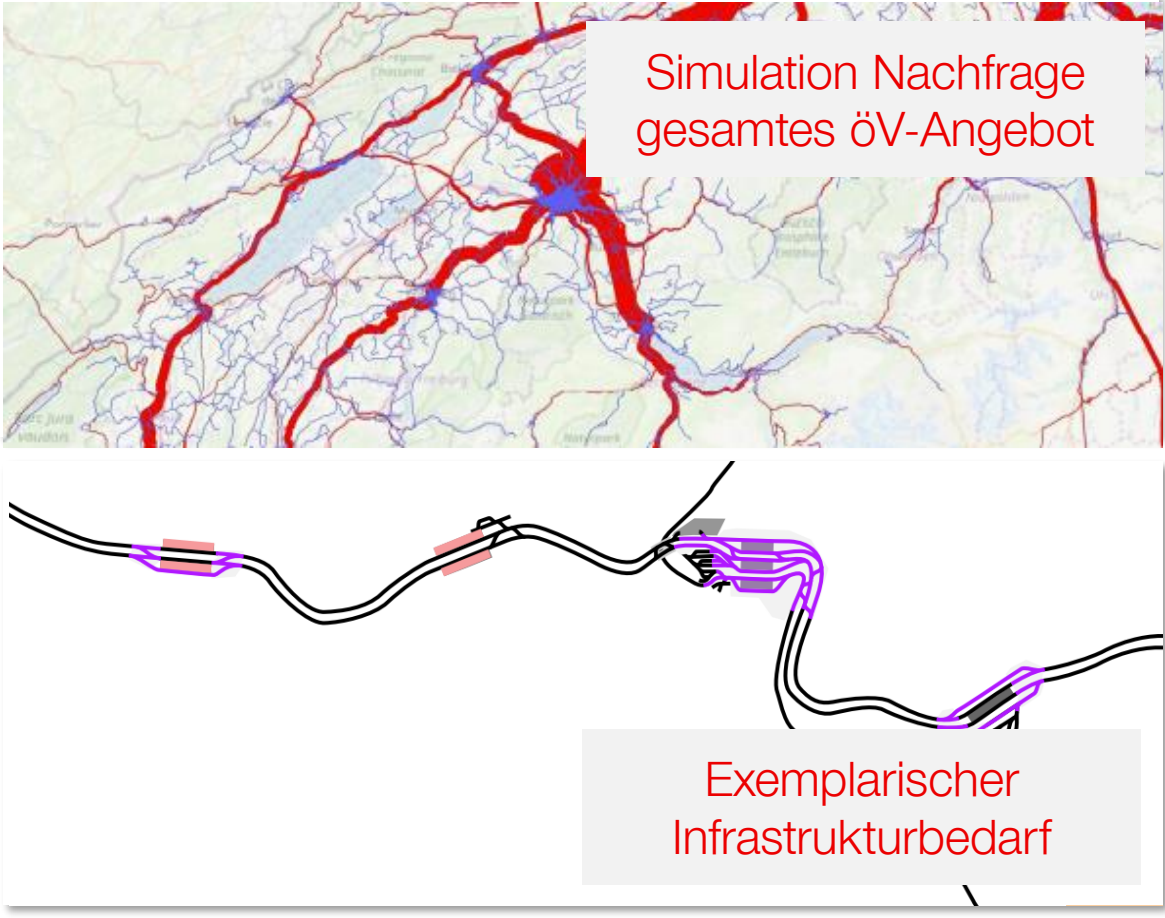 Simulation Nachfrage
gesamtes öV-Angebot
Exemplarischer
Infrastrukturbedarf